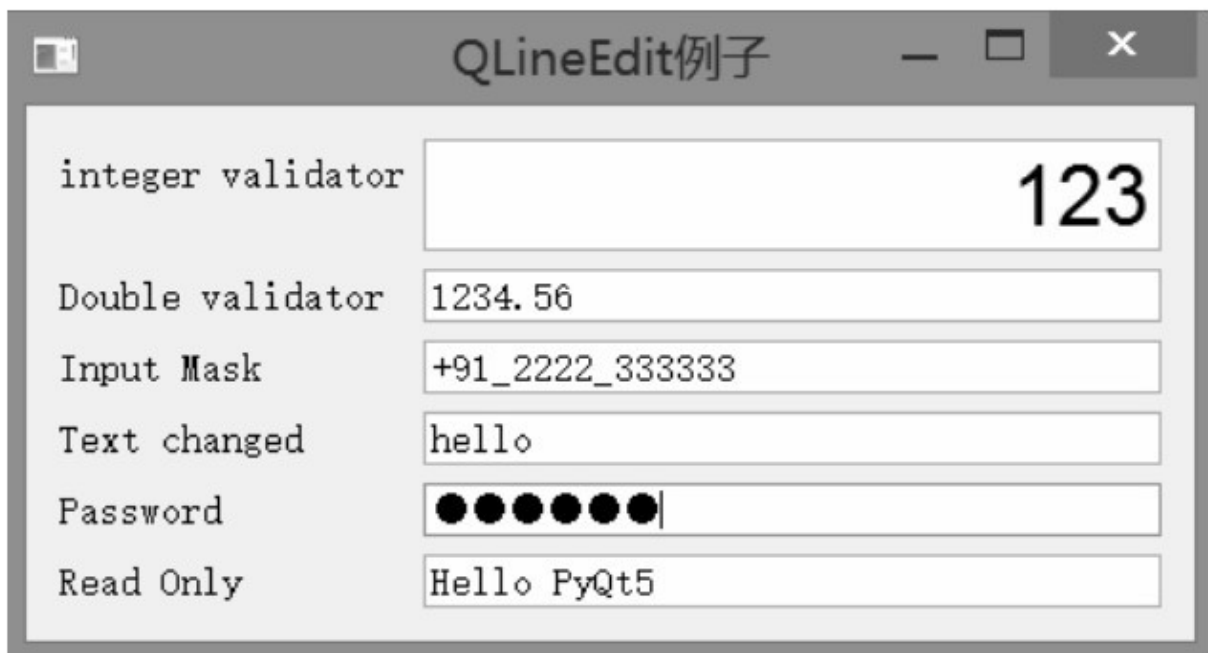 QLineEdit例子
integer validator 123
Double validator 1234.56
Input Mask +91_2222_333333
Text changed hello
Password ●●●●●●
Read Only Hello PyQt5